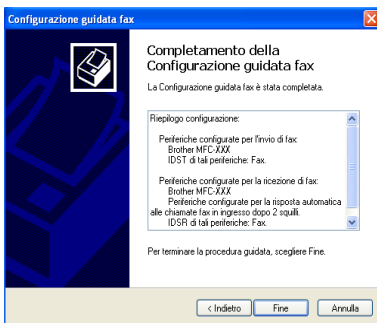 Configurazione guidata fax
Completamento della
Configurazione guidata fax
La Configurazione guidata fax è stata completata.
Riepilogo configurazione:
Periferiche configurate per l'invio di fax:
Brother MFC-XXX
IDST di tali periferiche: Fax.
Periferiche configurate per la ricezione di fax:
Brother MFC-XXX
Periferiche configurate per la risposta automatica
alle chiamate fax in ingresso dopo 2 squilli.
IDSR di tali periferiche: Fax.
Per terminare la procedura guidata, scegliere Fine.
< Indietro Fine Annulla